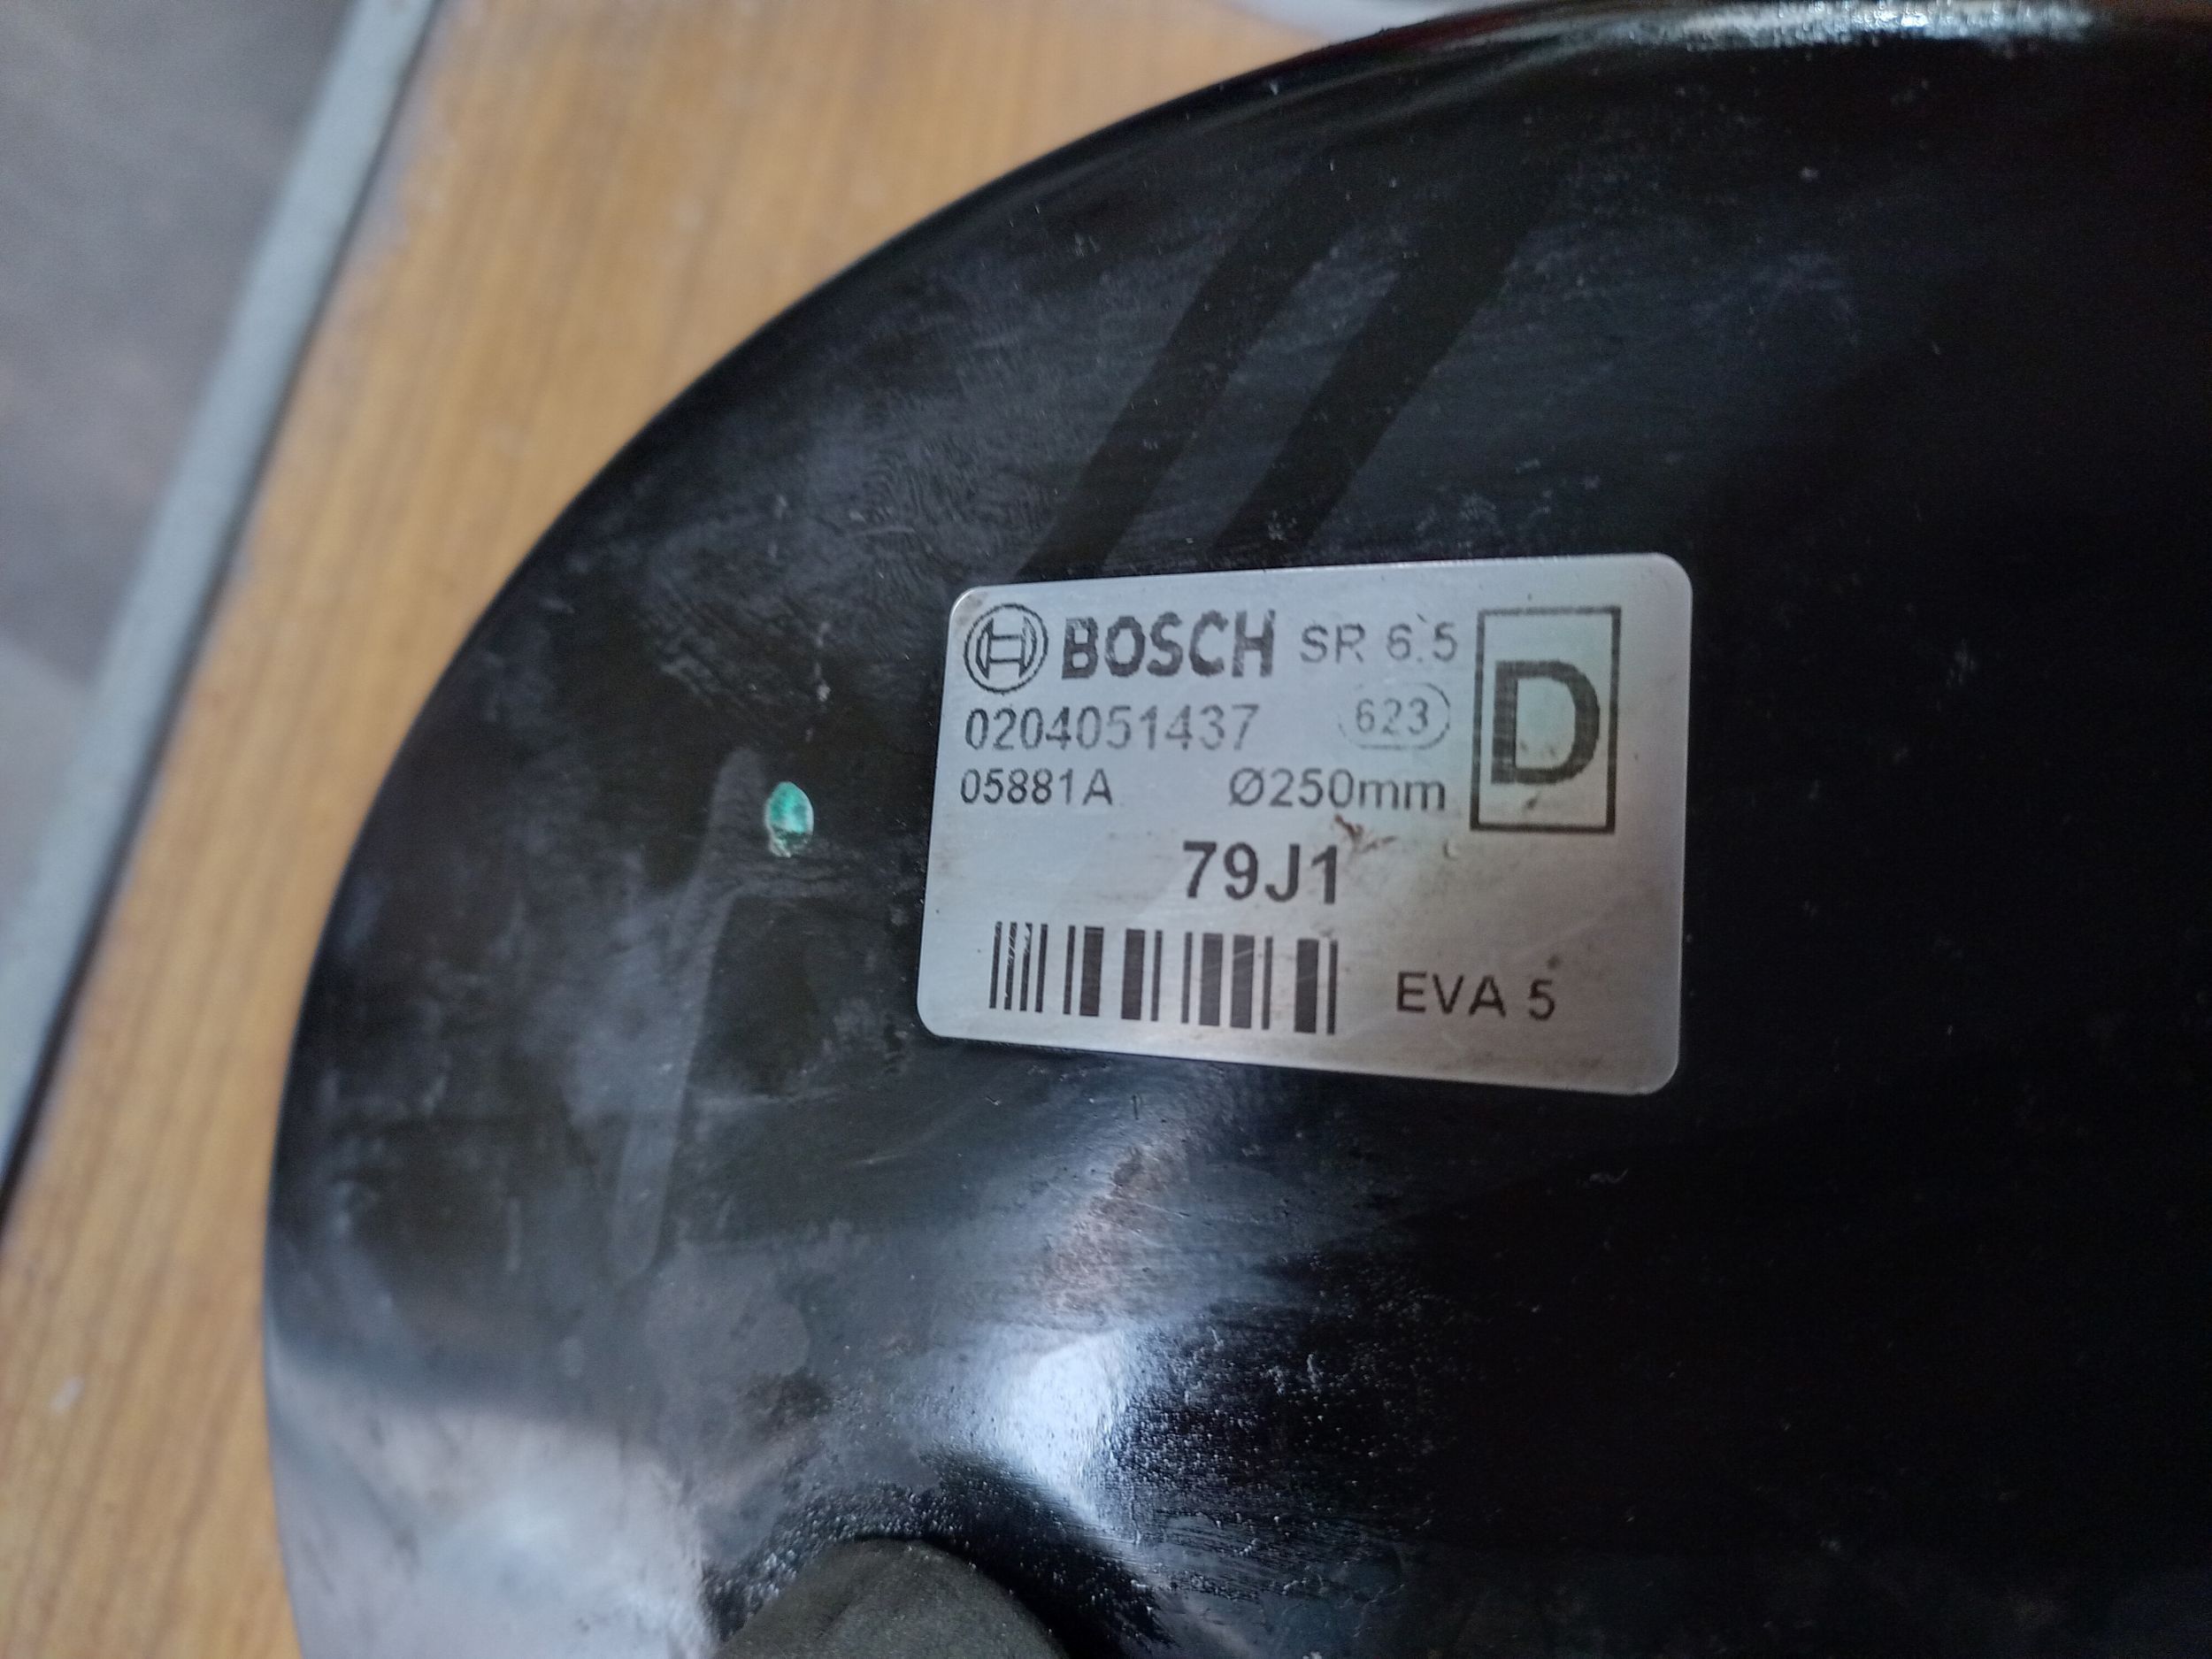 BOSCH SR 6.5
D
0204051437 623
05881A Ø250mm
79J1
EVA 5